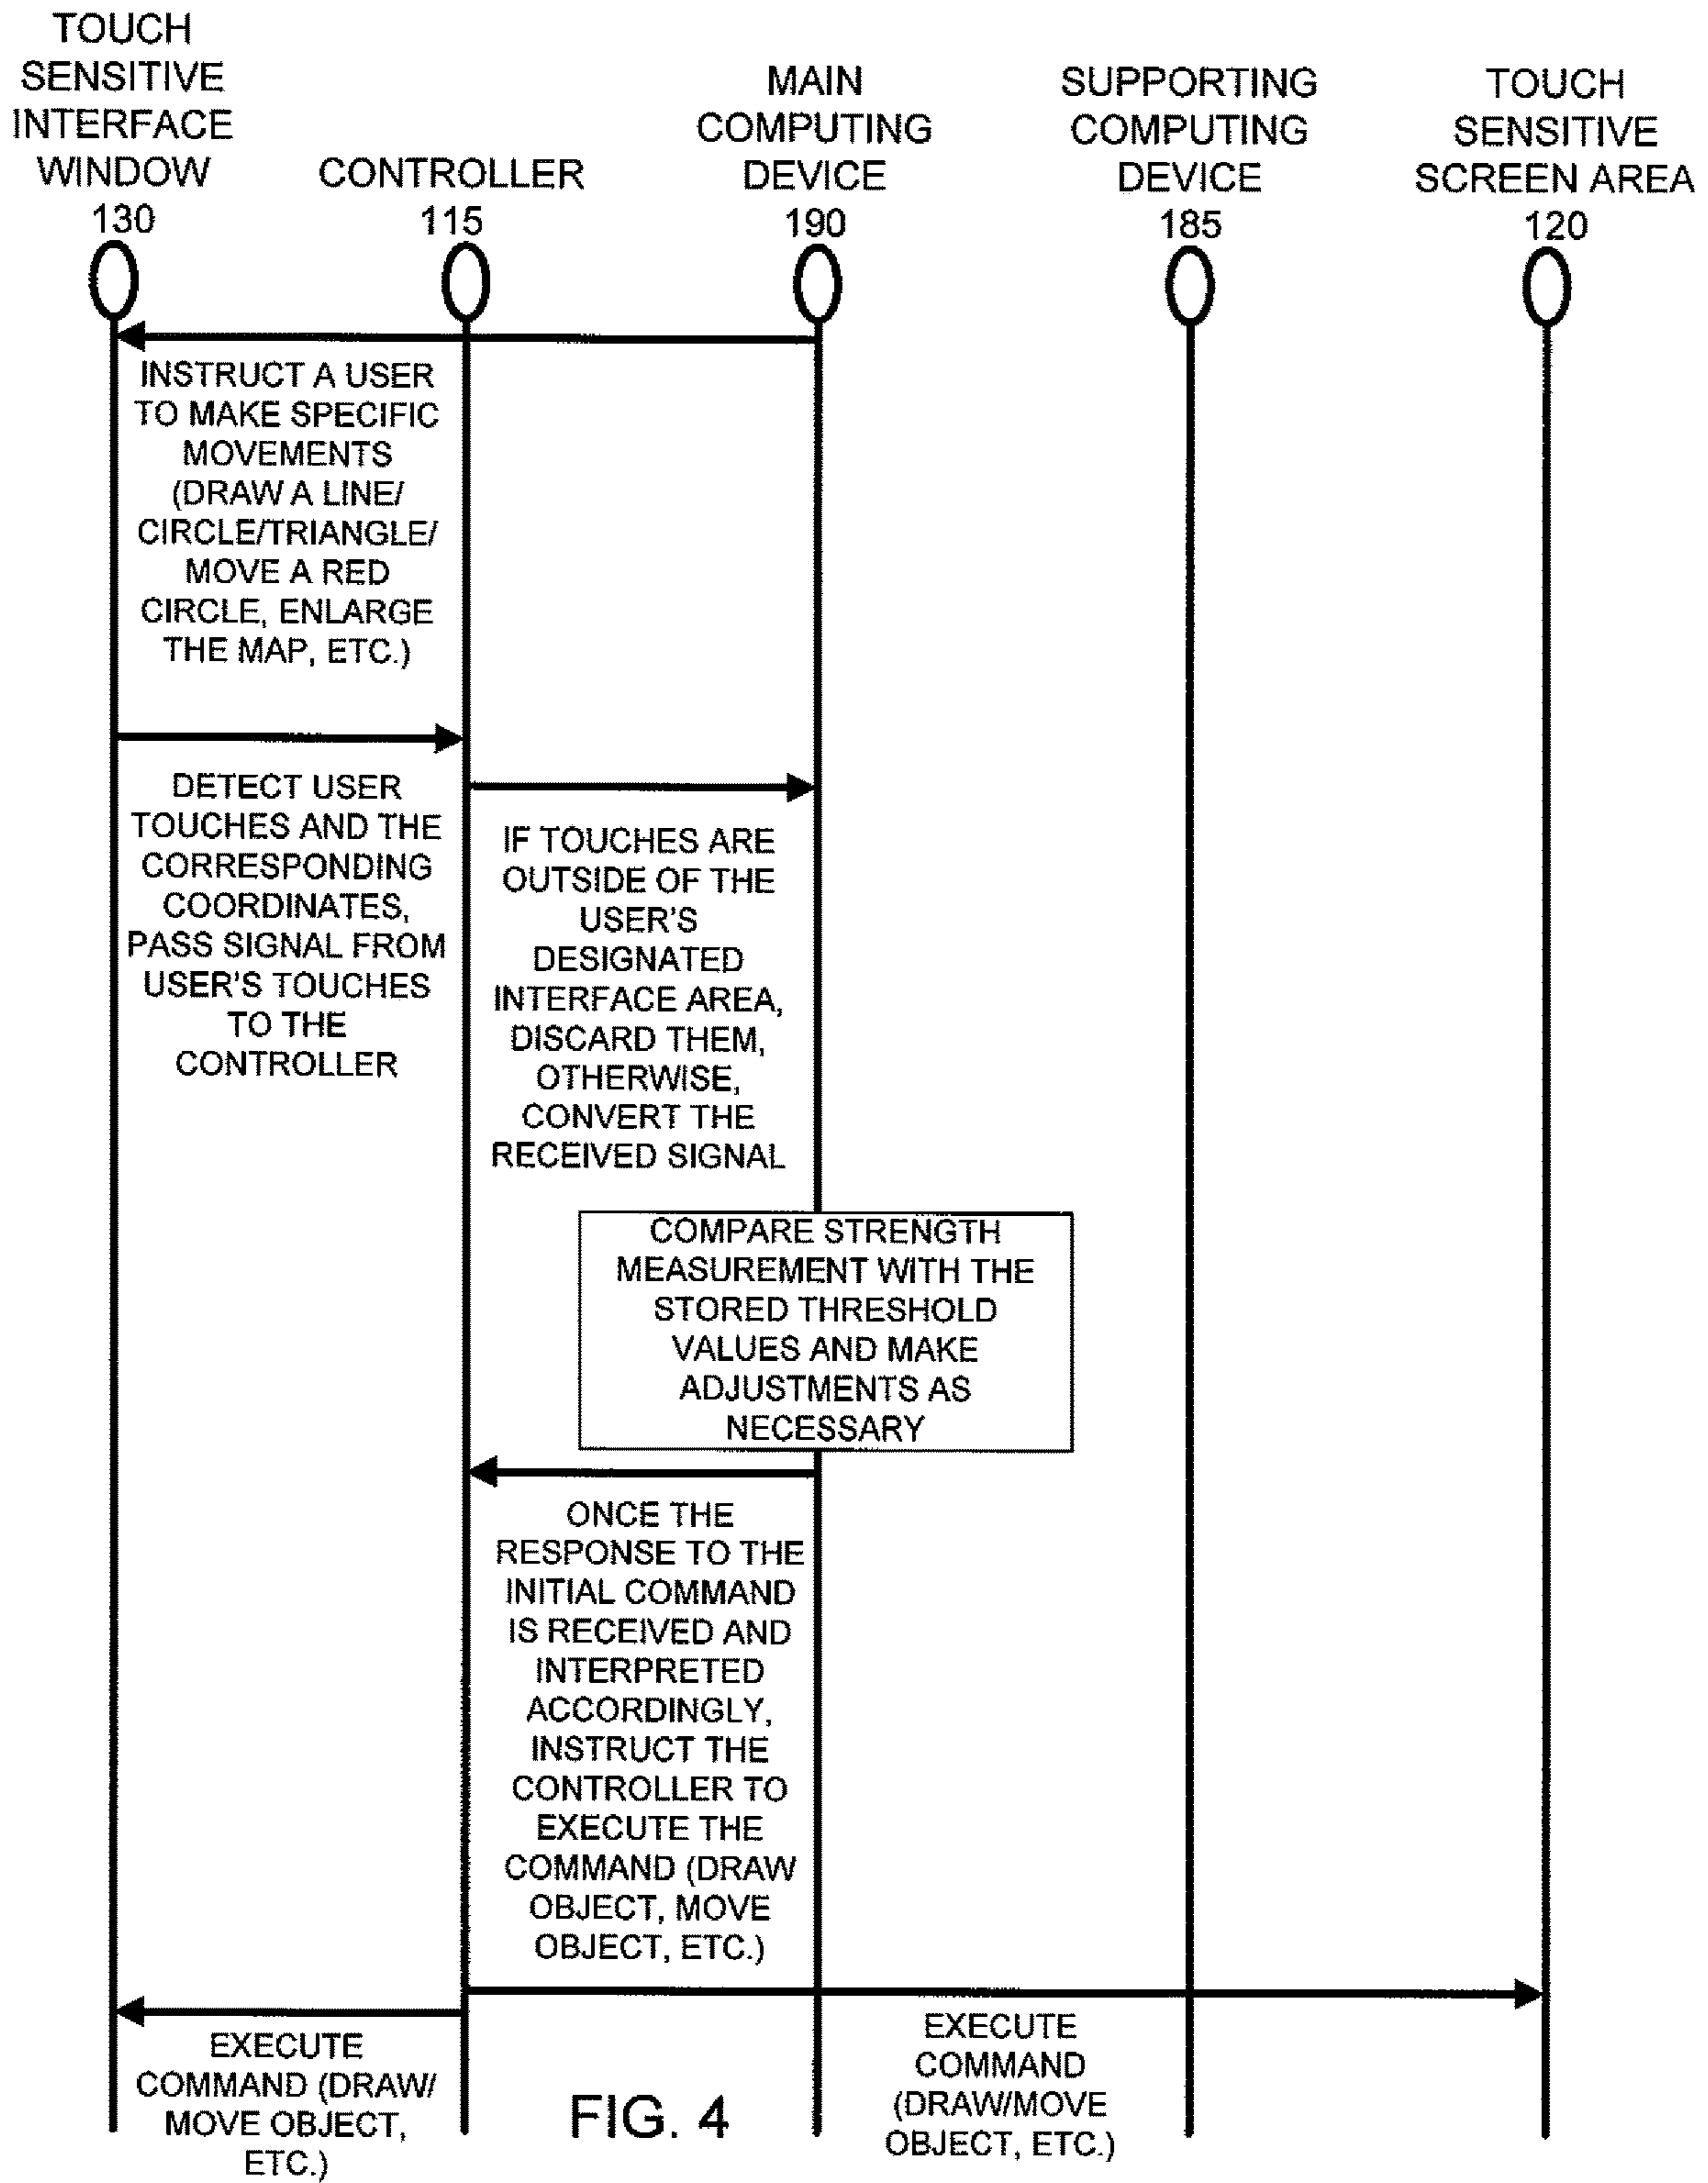 TOUCH
SENSITIVE
INTERFACE
WINDOW
130
CONTROLLER
115
MAIN
COMPUTING
DEVICE
190
SUPPORTING
COMPUTING
DEVICE
185
TOUCH
SENSITIVE
SCREEN AREA
120
INSTRUCT A USER
TO MAKE SPECIFIC
MOVEMENTS
(DRAW A LINE/
CIRCLE/TRIANGLE/
MOVE A RED
CIRCLE, ENLARGE
THE MAP, ETC.)
DETECT USER
TOUCHES AND THE
CORRESPONDING
COORDINATES,
PASS SIGNAL FROM
USER'S TOUCHES
TO THE
CONTROLLER
IF TOUCHES ARE
OUTSIDE OF THE
USER'S
DESIGNATED
INTERFACE AREA,
DISCARD THEM,
OTHERWISE,
CONVERT THE
RECEIVED SIGNAL
COMPARE STRENGTH
MEASUREMENT WITH THE
STORED THRESHOLD
VALUES AND MAKE
ADJUSTMENTS AS
NECESSARY
ONCE THE
RESPONSE TO THE
INITIAL COMMAND
IS RECEIVED AND
INTERPRETED
ACCORDINGLY,
INSTRUCT THE
CONTROLLER TO
EXECUTE THE
COMMAND (DRAW
OBJECT, MOVE
OBJECT, ETC.)
EXECUTE
COMMAND (DRAW/
MOVE OBJECT,
ETC.)
EXECUTE
COMMAND
(DRAW/MOVE
OBJECT, ETC.)
FIG. 4